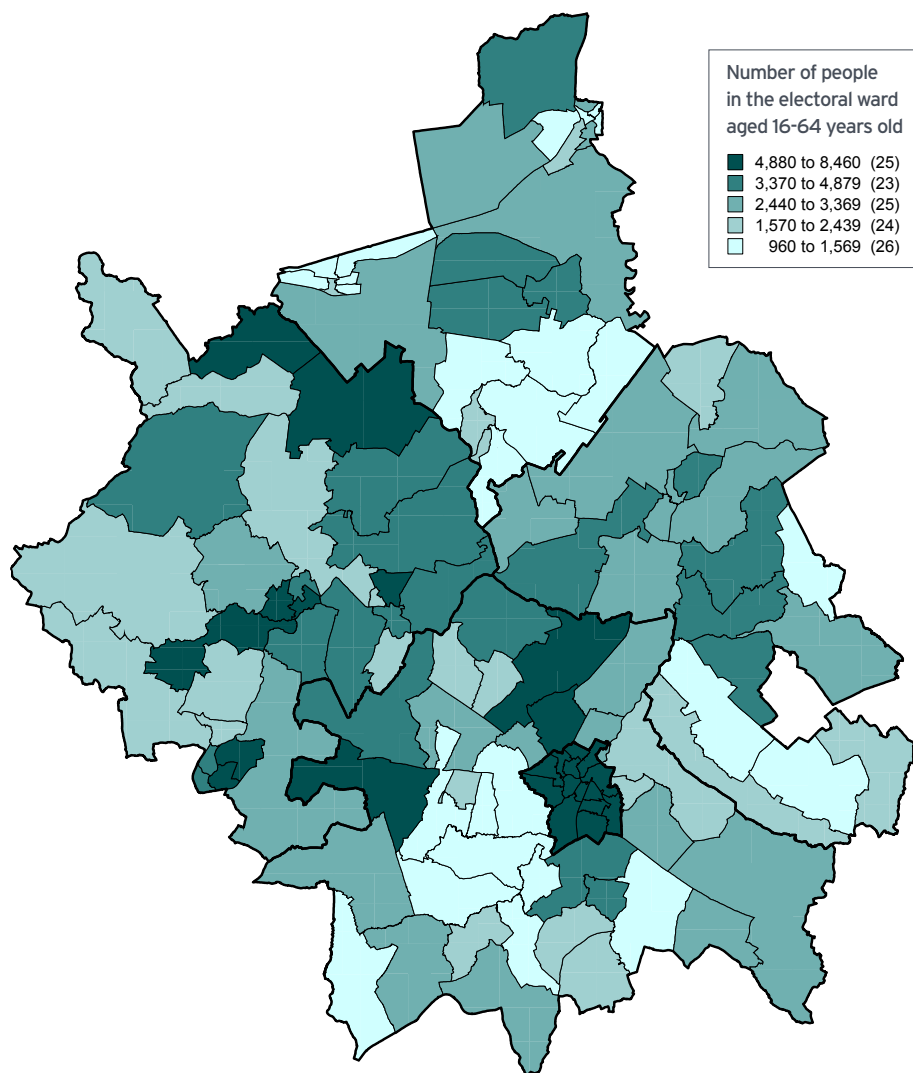 Number of people
in the electoral ward
aged 16-64 years old
4,880 to 8,460 (25)
3,370 to 4,879 (23)
2,440 to 3,369 (25)
1,570 to 2,439 (24)
960 to 1,569 (26)